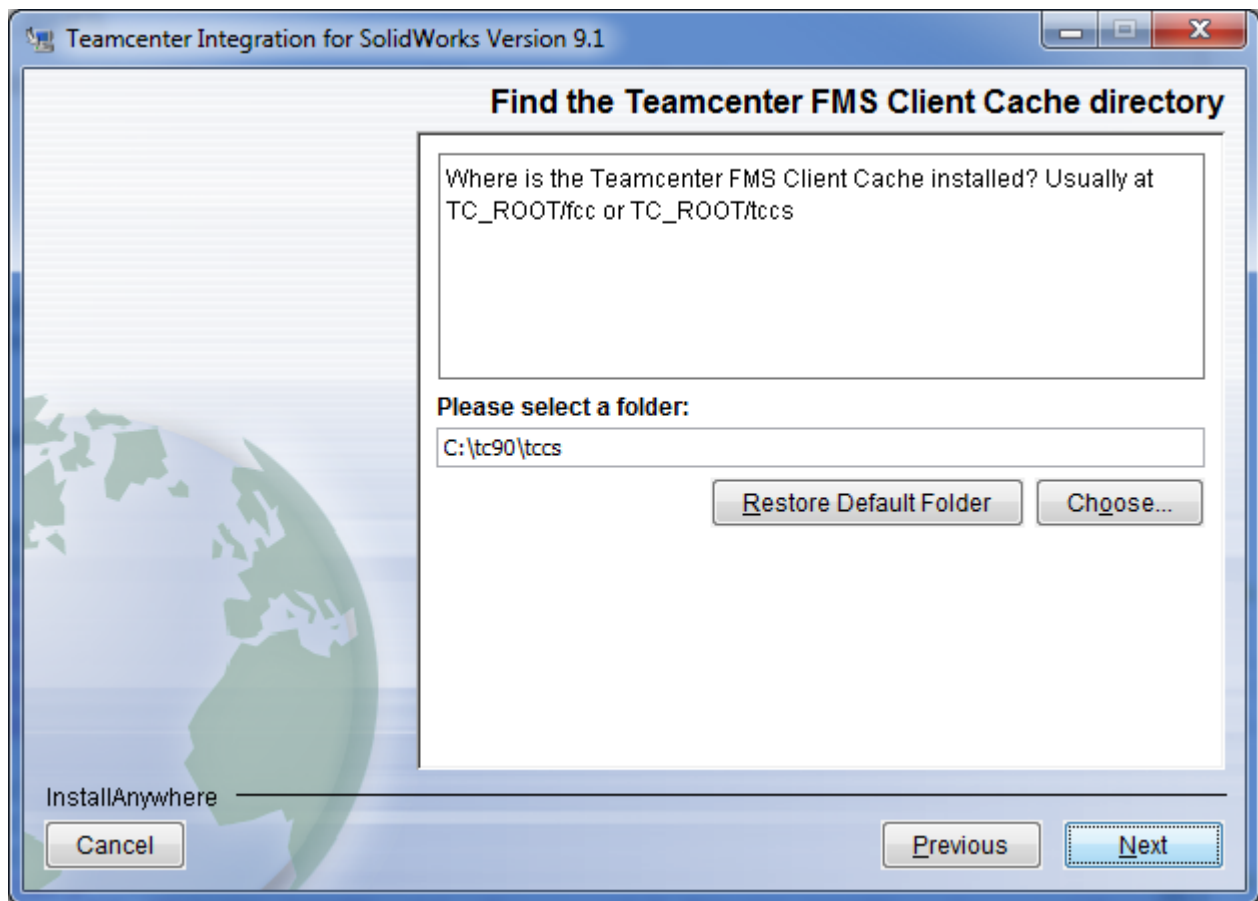 Teamcenter Integration for SolidWorks Version 9.1
Find the Teamcenter FMS Client Cache directory
Where is the Teamcenter FMS Client Cache installed? Usually at
TC_ROOT/fcc or TC_ROOT/tccs
Please select a folder:
C:\tc90\tccs
Restore Default Folder
Choose...
InstallAnywhere
Cancel
Previous
Next